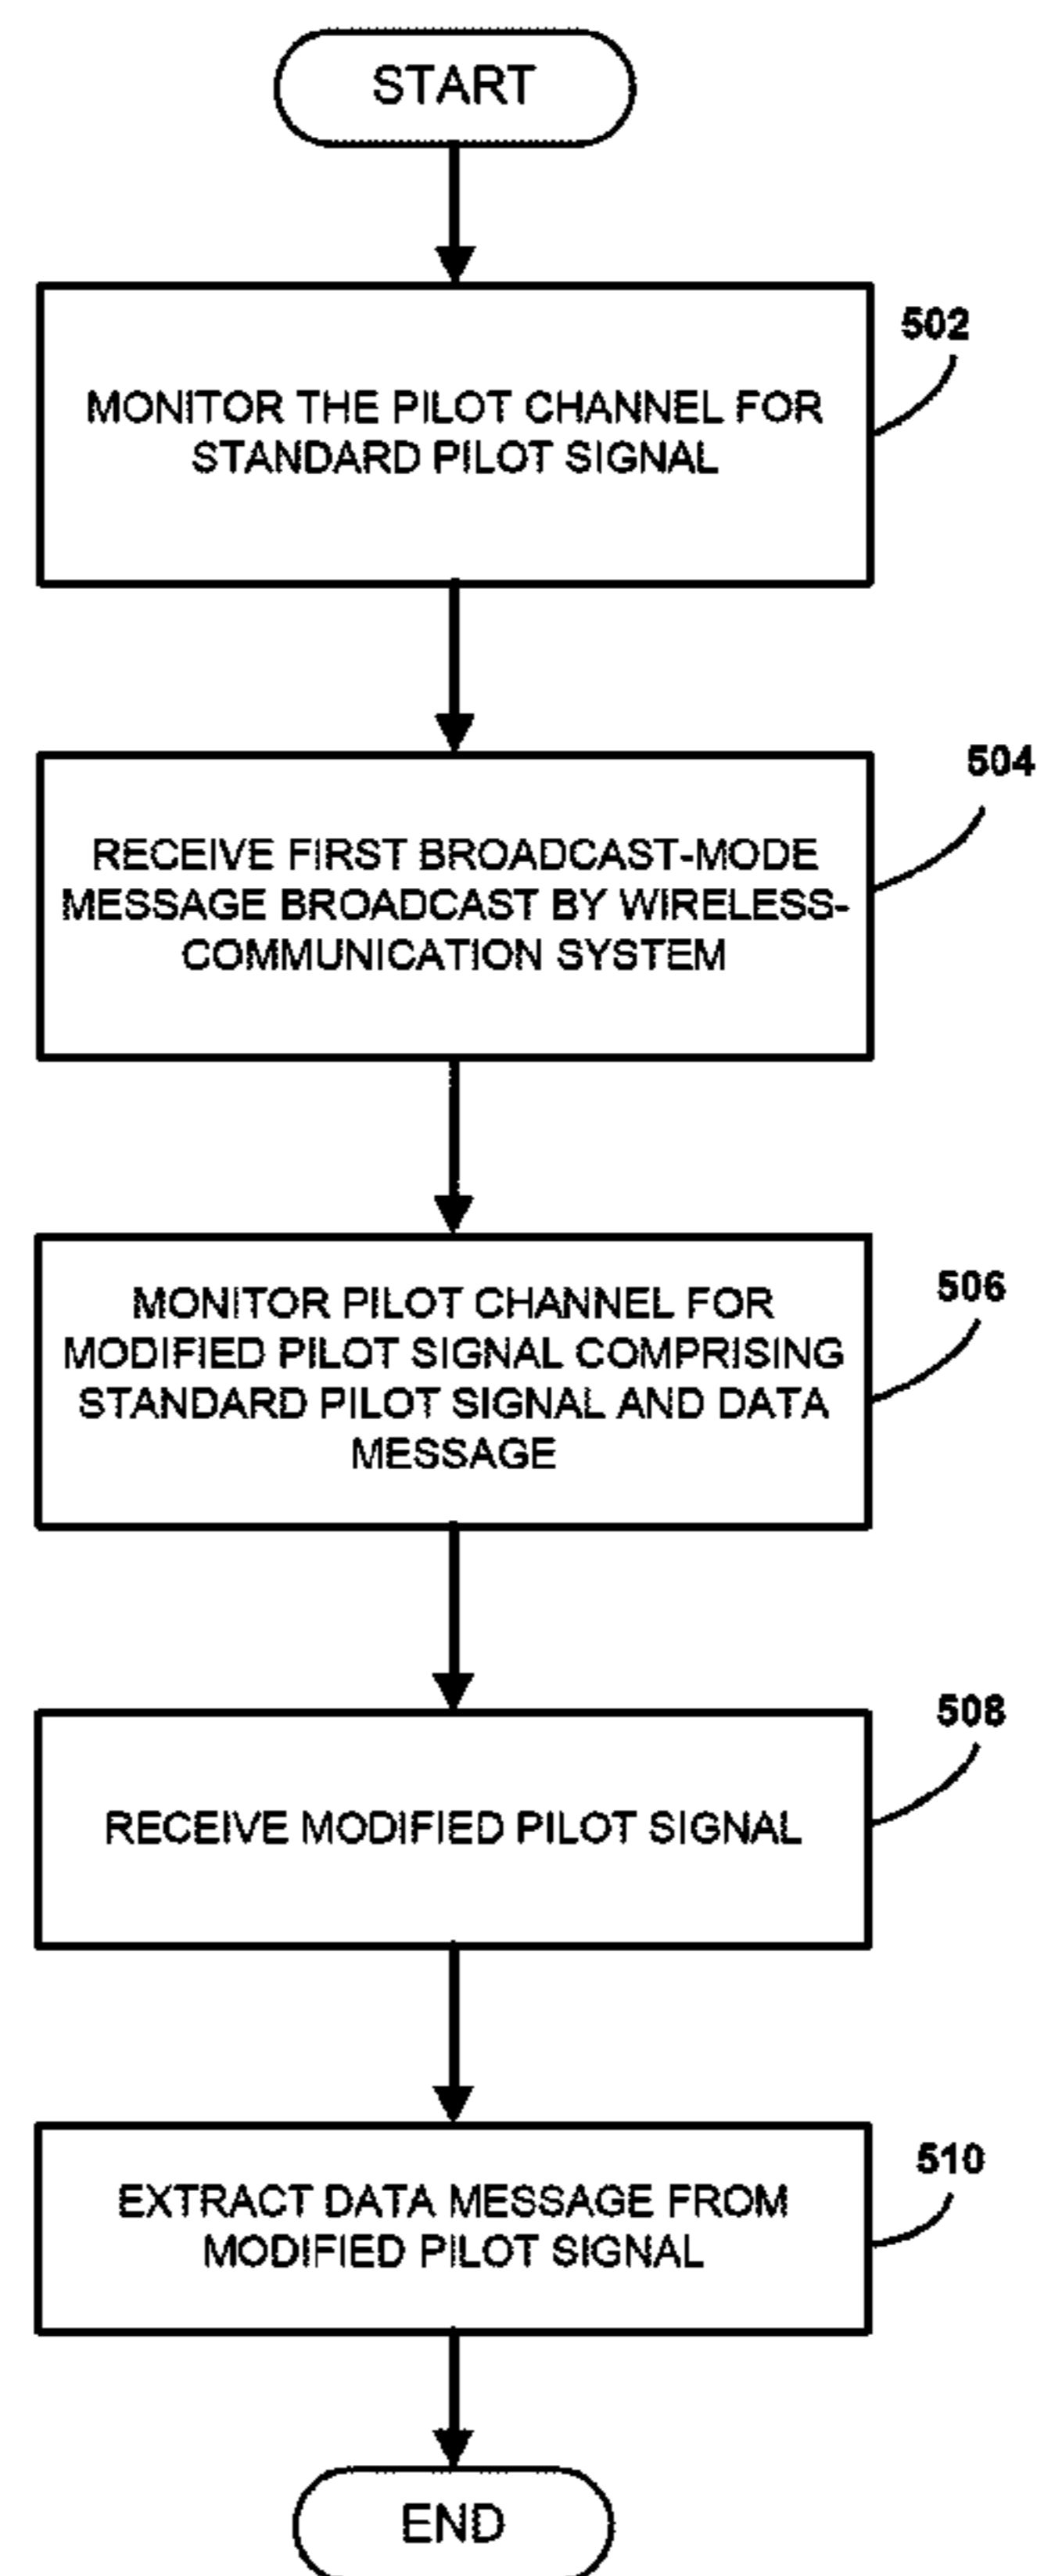 START
502
MONITOR THE PILOT CHANNEL FOR
STANDARD PILOT SIGNAL
504
RECEIVE FIRST BROADCAST-MODE
MESSAGE BROADCAST BY WIRELESS-
COMMUNICATION SYSTEM
506
MONITOR PILOT CHANNEL FOR
MODIFIED PILOT SIGNAL COMPRISING
STANDARD PILOT SIGNAL AND DATA
MESSAGE
508
RECEIVE MODIFIED PILOT SIGNAL
510
EXTRACT DATA MESSAGE FROM
MODIFIED PILOT SIGNAL
END